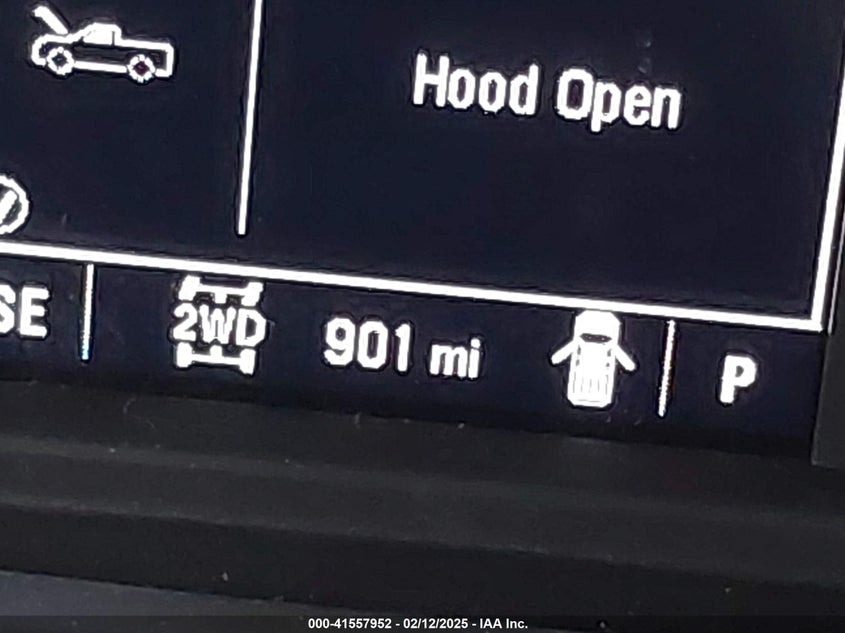 Hood Open
SE
2WD
901 mi
P
000-41557952 - 02/12/2025 - IAA Inc.